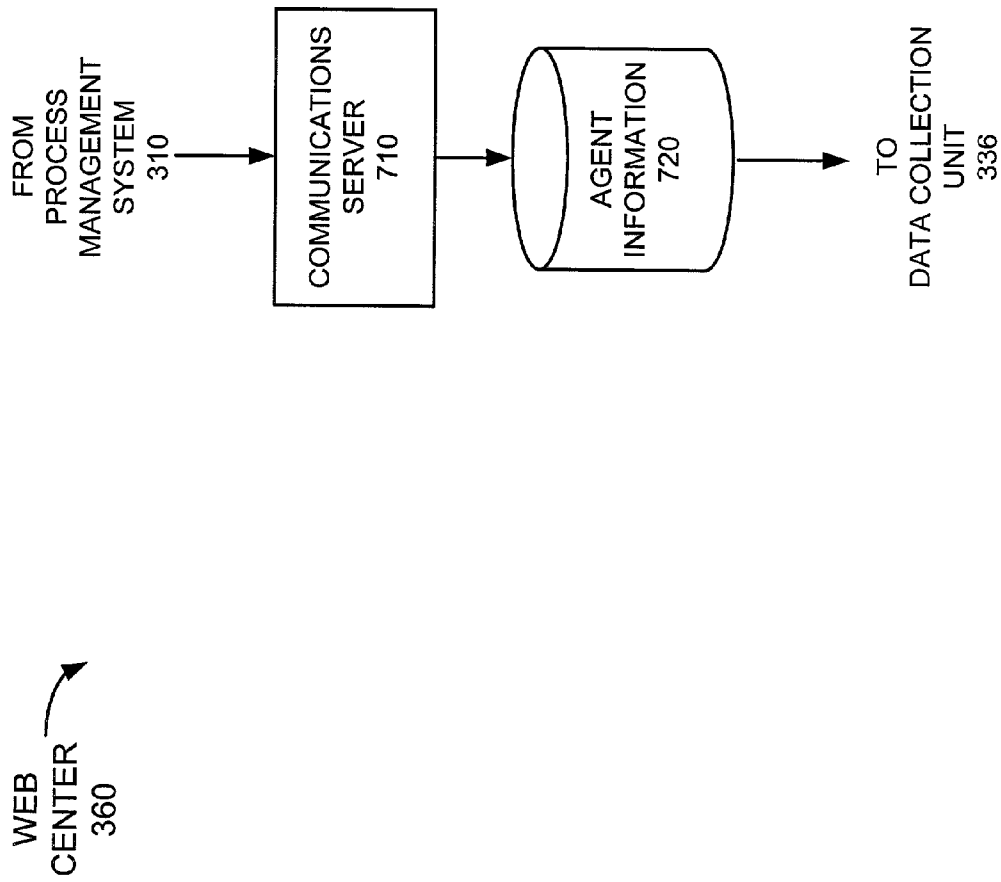 WEB
CENTER
360
FROM
PROCESS
MANAGEMENT
SYSTEM
310
COMMUNICATIONS
SERVER
710
AGENT
INFORMATION
720
TO
DATA COLLECTION
UNIT
336